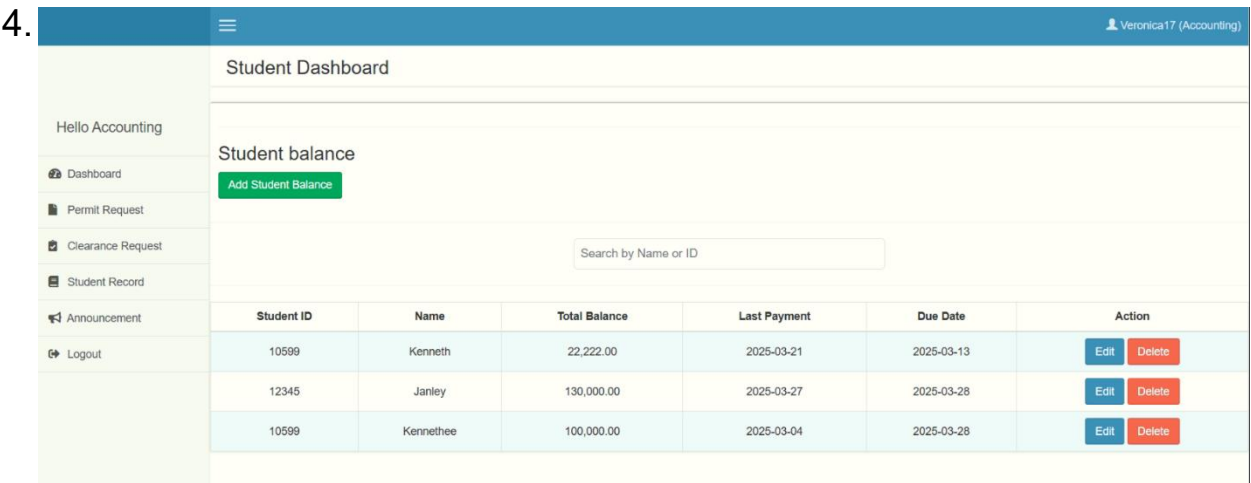 4.
Veronica17 (Accounting)
Student Dashboard
Hello Accounting
Dashboard
Permit Request
Clearance Request
Student Record
Announcement
Logout
Student balance
Add Student Balance
Search by Name or ID
Student ID Name Total Balance Last Payment Due Date Action
10599 Kenneth 22,222.00 2025-03-21 2025-03-13 Edit Delete
12345 Janley 130,000.00 2025-03-27 2025-03-28 Edit Delete
10599 Kennethee 100,000.00 2025-03-04 2025-03-28 Edit Delete